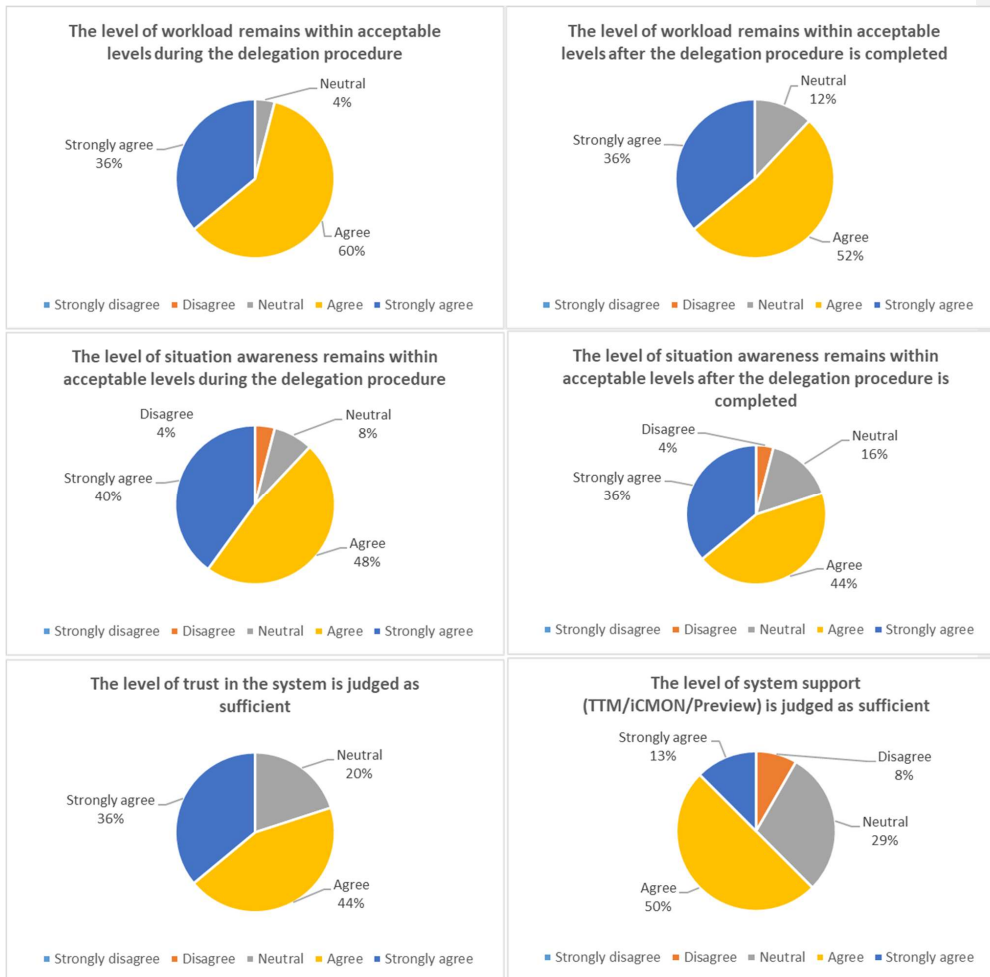 The level of workload remains within acceptable
levels during the delegation procedure
Neutral
4%
Strongly agree
36%
Agree
60%
Strongly disagree Disagree Neutral Agree Strongly agree
The level of workload remains within acceptable
levels after the delegation procedure is completed
Neutral
12%
Strongly agree
36%
Agree
52%
Strongly disagree Disagree Neutral Agree Strongly agree
The level of situation awareness remains within
acceptable levels during the delegation procedure
Disagree
4%
Neutral
8%
Strongly agree
40%
Agree
48%
Strongly disagree Disagree Neutral Agree Strongly agree
The level of situation awareness remains within
acceptable levels after the delegation procedure is
completed
Disagree
4%
Neutral
16%
Strongly agree
36%
Agree
44%
Strongly disagree Disagree Neutral Agree Strongly agree
The level of trust in the system is judged as
sufficient
Neutral
20%
Strongly agree
36%
Agree
44%
Strongly disagree Disagree Neutral Agree Strongly agree
The level of system support
(TTM/iCMON/Preview) is judged as sufficient
Strongly agree
13%
Disagree
8%
Neutral
29%
Agree
50%
Strongly disagree Disagree Neutral Agree Strongly agree